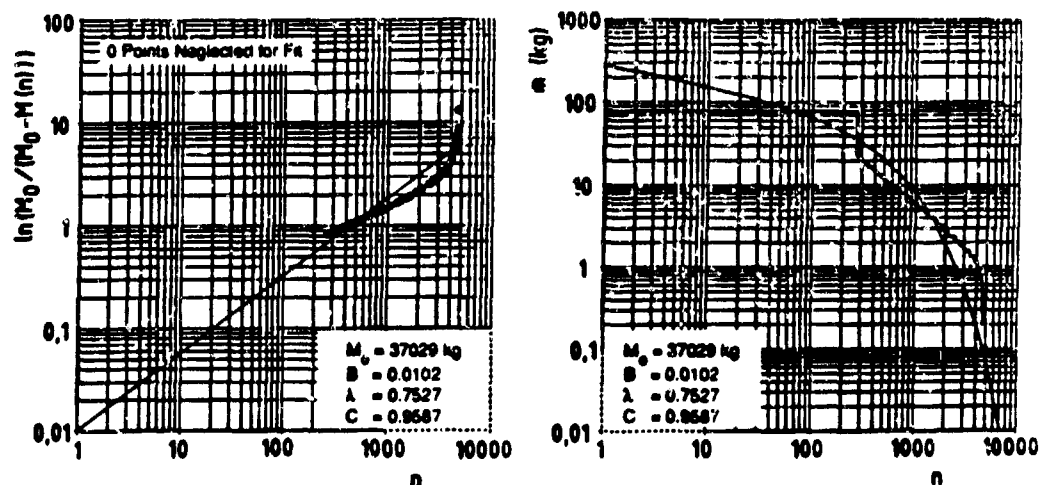 ln(M₀/(M₀-M(n)))
100
10
1
0,1
0,01
0 Points Neglected for Fit
M₀ = 37029 kg
B = 0.0102
λ = 0.7527
C = 0.9587
1
10
100
1000
10000
n
m (kg)
1000
100
10
1
0,1
0,01
M₀ = 37029 kg
B = 0.0102
λ = 0.7527
C = 0.9587
1
10
100
1000
10000
n